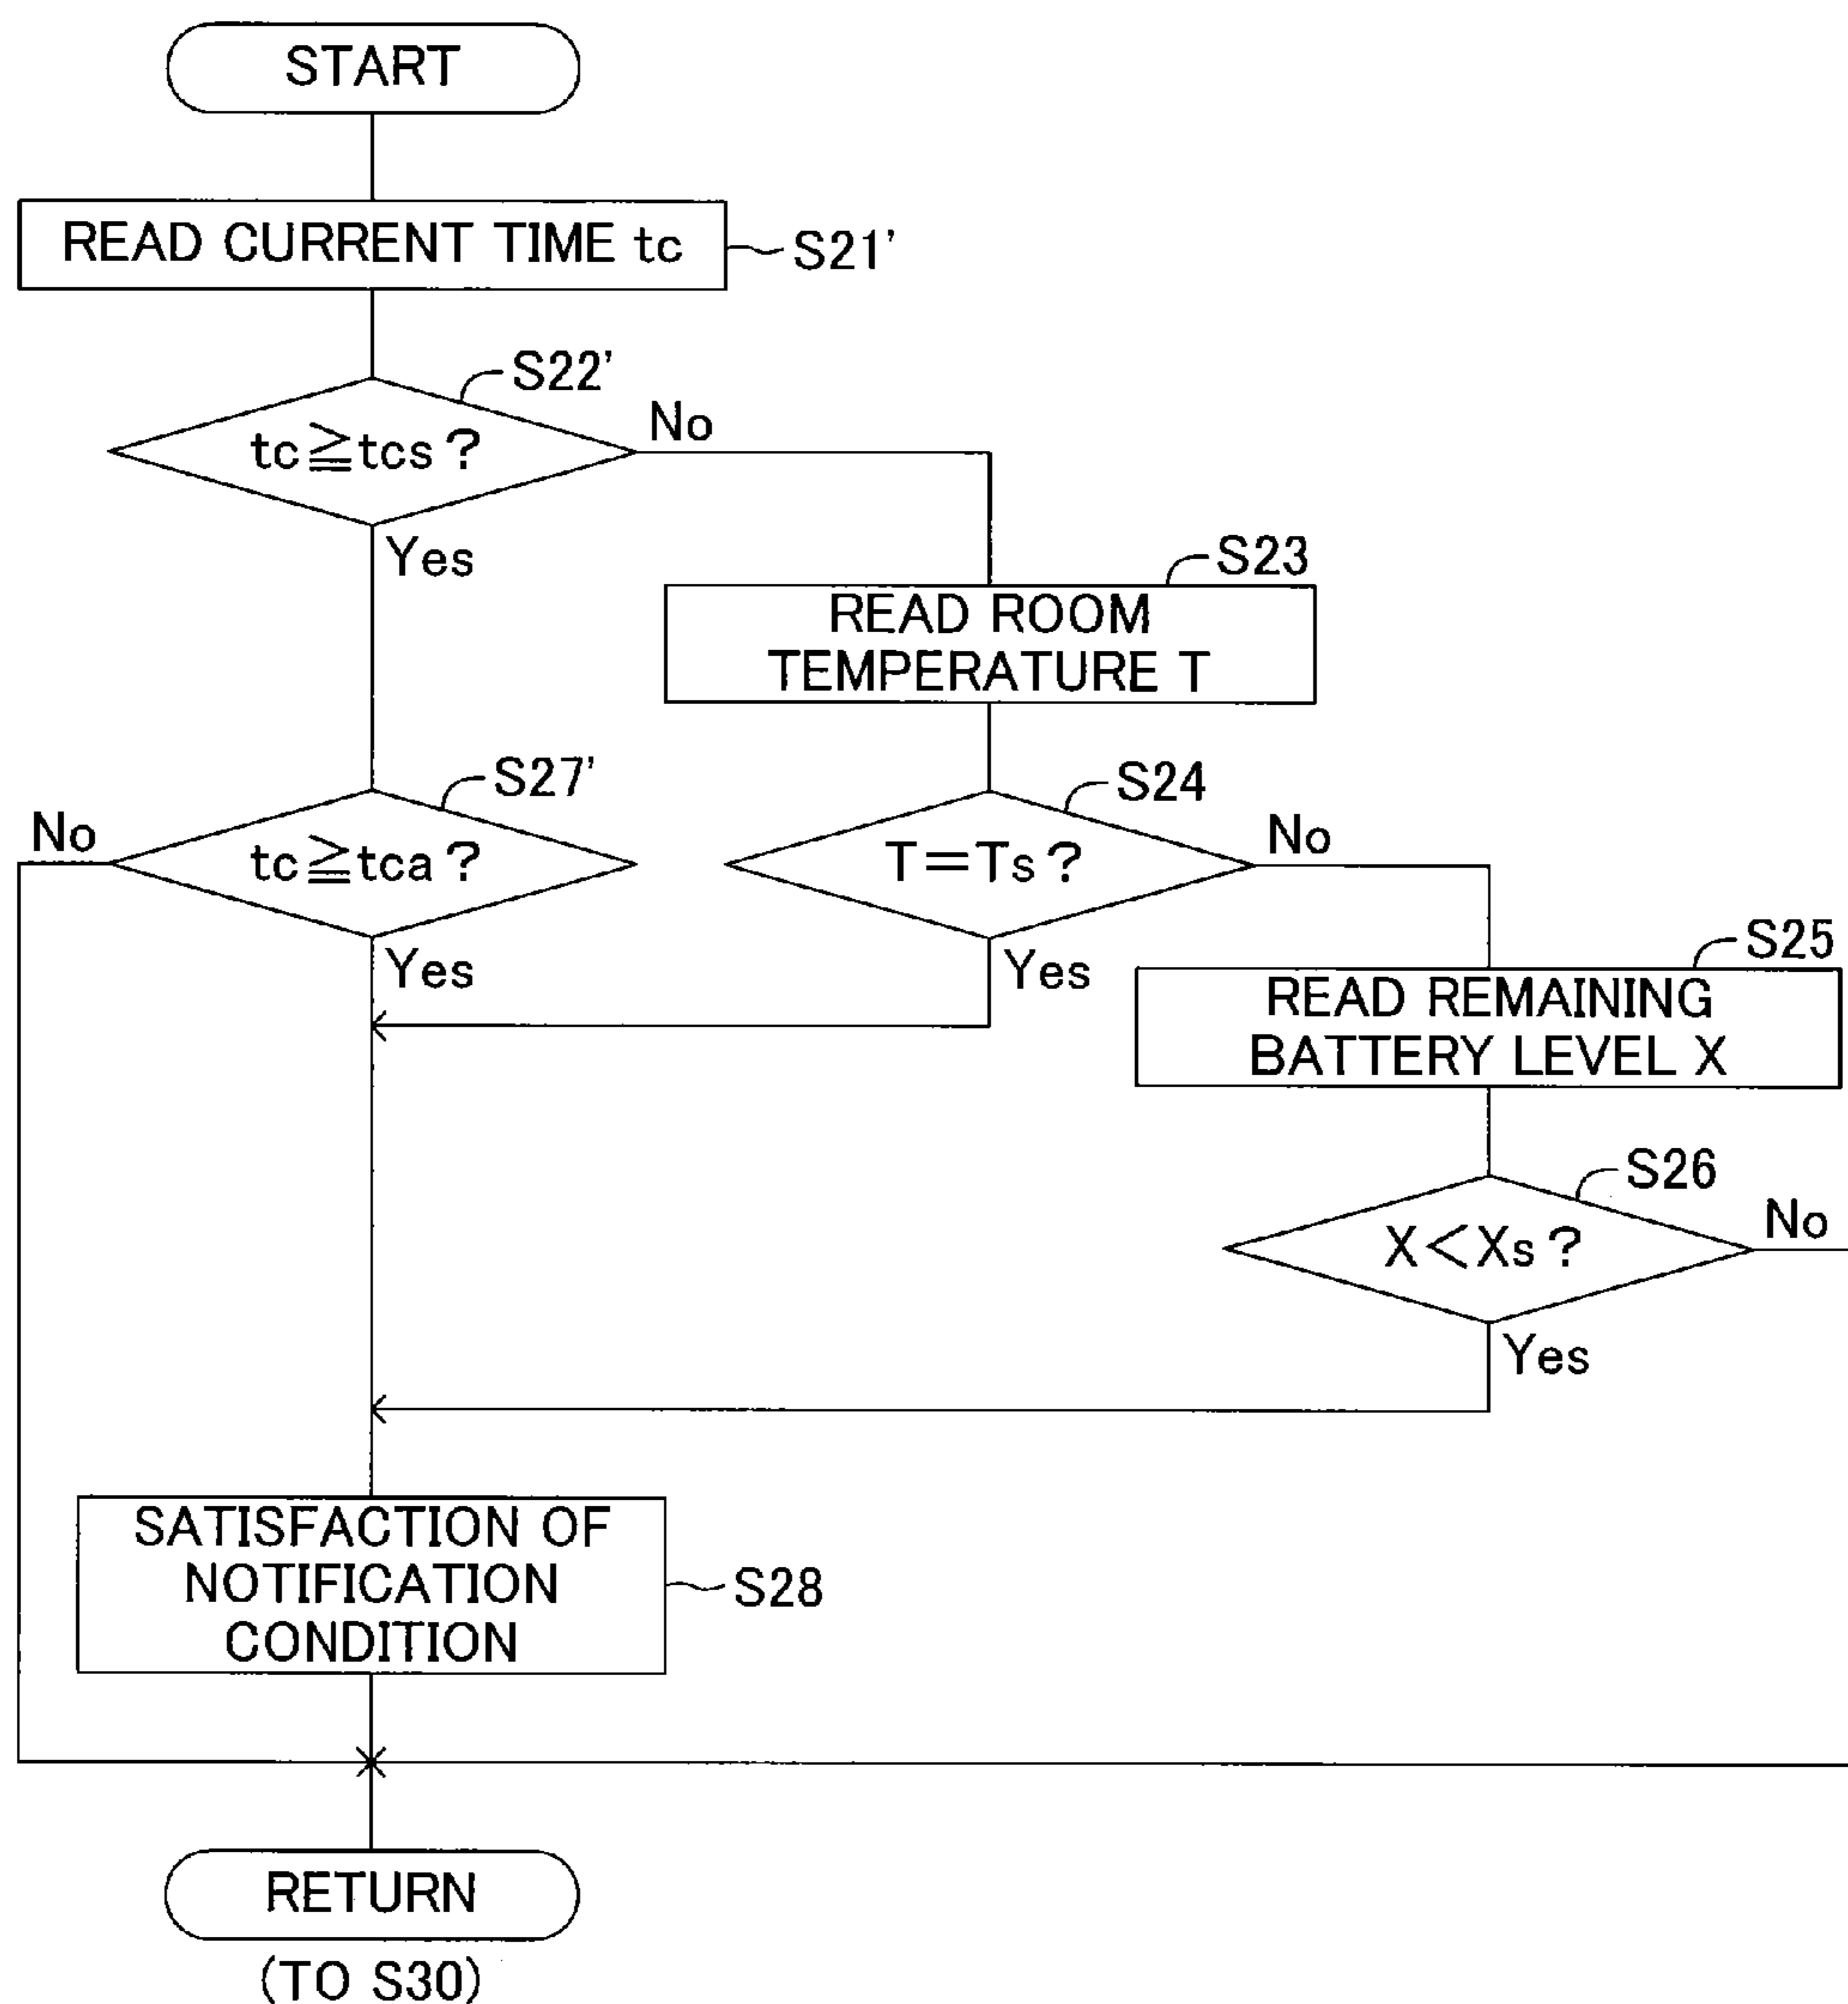 START
READ CURRENT TIME tc
S21'
S22'
tc≧tcs?
No
Yes
S23
READ ROOM
TEMPERATURE T
S27'
tc≧tca?
No
Yes
S24
T=Ts?
No
Yes
S25
READ REMAINING
BATTERY LEVEL X
S26
X<Xs?
No
Yes
SATISFACTION OF
NOTIFICATION
CONDITION
S28
RETURN
(TO S30)